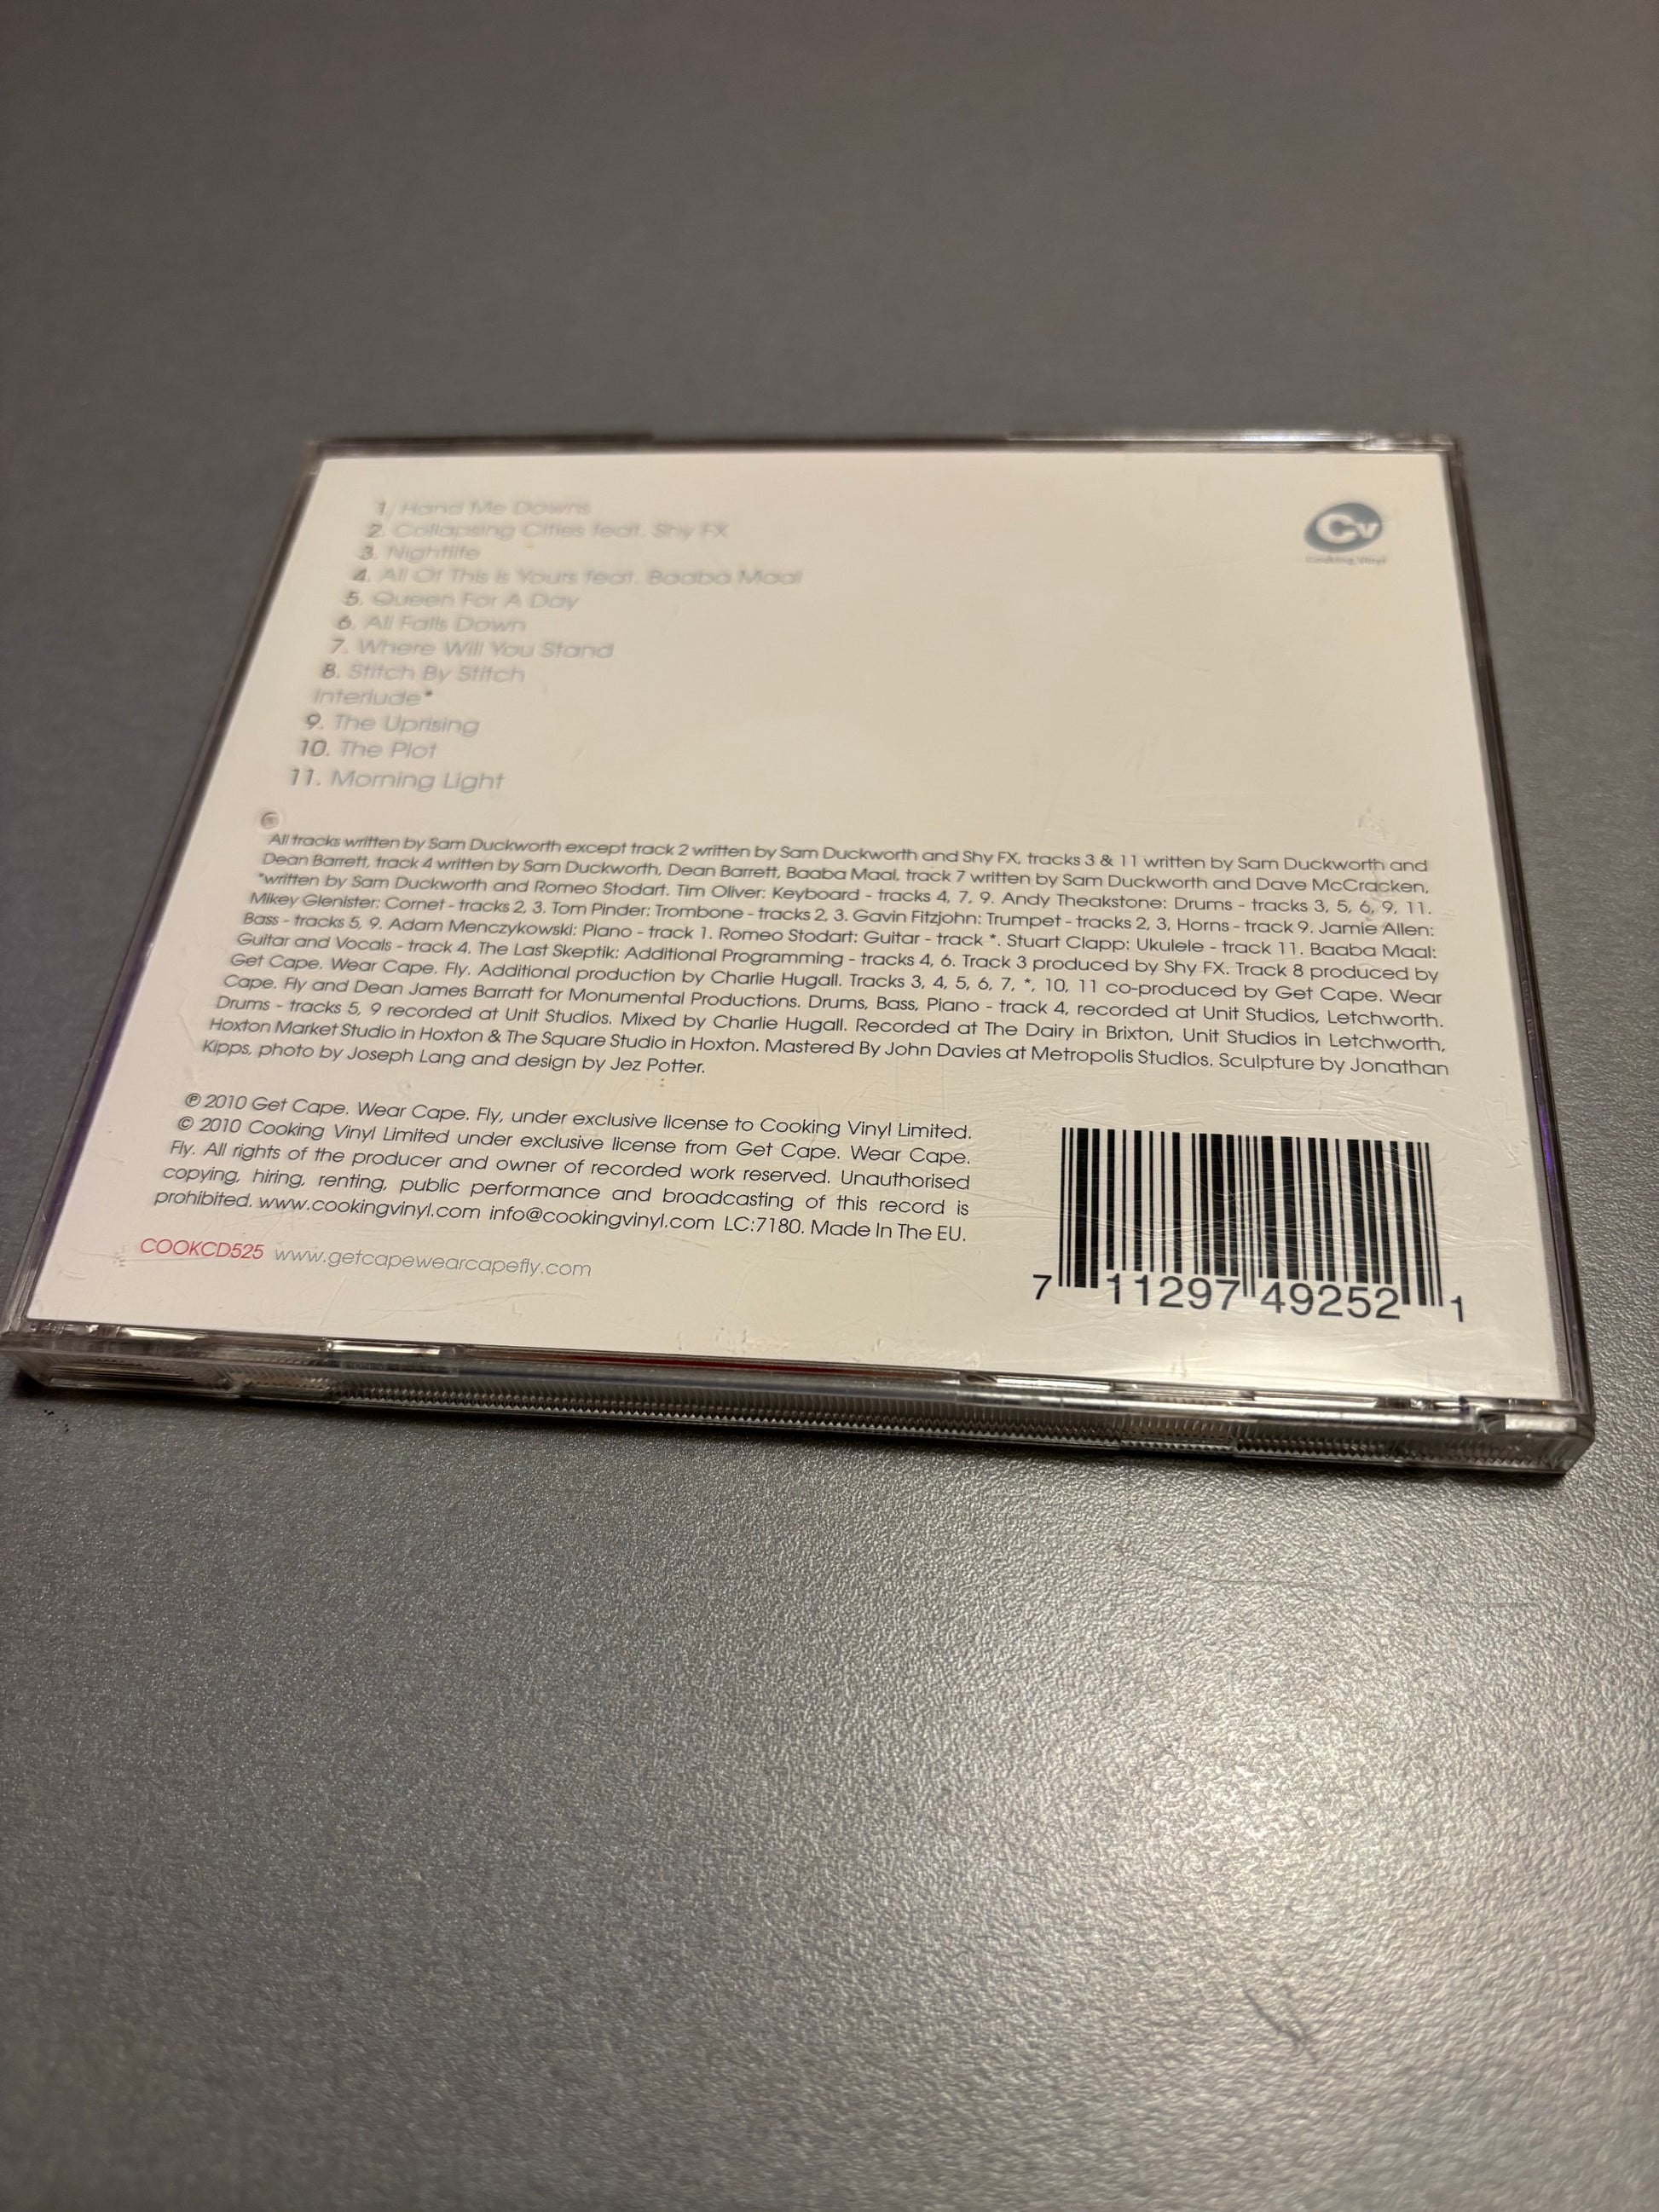 1. Hand Me Downs
2. Collapsing Cities feat. Shy FX
3. Nightlife
4. All Of This Is Yours feat. Baaba Maal
5. Queen For A Day
6. All Falls Down
7. Where Will You Stand
8. Stitch By Stitch
Interlude*
9. The Uprising
10. The Plot
11. Morning Light
Cv
Cooking Vinyl
All tracks written by Sam Duckworth except track 2 written by Sam Duckworth and Shy FX, tracks 3 & 11 written by Sam Duckworth and
Dean Barrett, track 4 written by Sam Duckworth, Dean Barrett, Baaba Maal, track 7 written by Sam Duckworth and Dave McCracken,
*written by Sam Duckworth and Romeo Stodart. Tim Oliver: Keyboard - tracks 4, 7, 9. Andy Theakstone: Drums - tracks 3, 5, 6, 9, 11.
Mikey Glenister: Cornet - tracks 2, 3. Tom Pinder: Trombone - tracks 2, 3. Gavin Fitzjohn: Trumpet - tracks 2, 3, Horns - track 9. Jamie Allen:
Bass - tracks 5, 9. Adam Menczykowski: Piano - track 1. Romeo Stodart: Guitar - track *. Stuart Clapp: Ukulele - track 11. Baaba Maal:
Guitar and Vocals - track 4. The Last Skeptik: Additional Programming - tracks 4, 6. Track 3 produced by Shy FX. Track 8 produced by
Get Cape. Wear Cape. Fly. Additional production by Charlie Hugall. Tracks 3, 4, 5, 6, 7, *, 10, 11 co-produced by Get Cape. Wear
Cape. Fly and Dean James Barratt for Monumental Productions. Drums, Bass, Piano - track 4, recorded at Unit Studios, Letchworth.
Drums - tracks 5, 9 recorded at Unit Studios. Mixed by Charlie Hugall. Recorded at The Dairy in Brixton, Unit Studios in Letchworth,
Hoxton Market Studio in Hoxton & The Square Studio in Hoxton. Mastered By John Davies at Metropolis Studios. Sculpture by Jonathan
Kipps, photo by Joseph Lang and design by Jez Potter.
℗ 2010 Get Cape. Wear Cape. Fly, under exclusive license to Cooking Vinyl Limited.
© 2010 Cooking Vinyl Limited under exclusive license from Get Cape. Wear Cape.
Fly. All rights of the producer and owner of recorded work reserved. Unauthorised
copying, hiring, renting, public performance and broadcasting of this record is
prohibited. www.cookingvinyl.com info@cookingvinyl.com LC:7180. Made In The EU.
COOKCD525 www.getcapewearcapefly.com
7 11297 49252 1